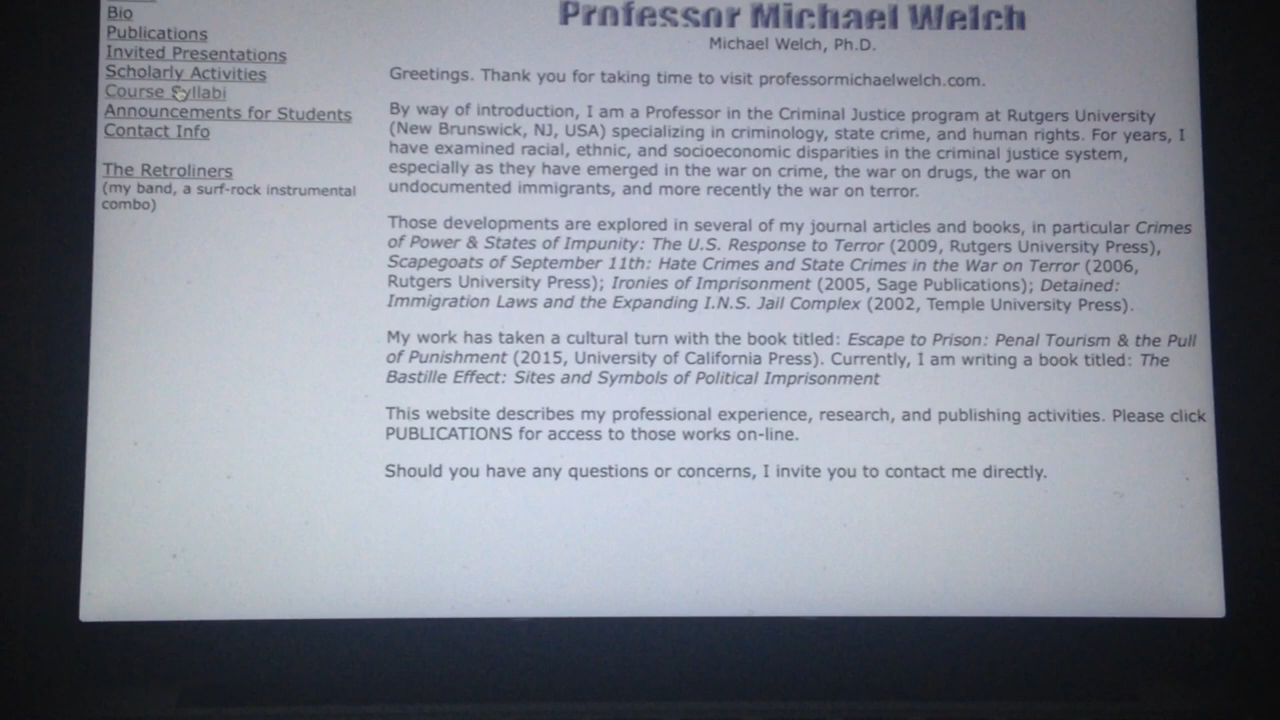 Bio
Publications
Invited Presentations
Scholarly Activities
Course Syllabi
Announcements for Students
Contact Info
The Retroliners
(my band, a surf-rock instrumental
combo)
Professor Michael Welch
Michael Welch, Ph.D.
Greetings. Thank you for taking time to visit professormichaelwelch.com.
By way of introduction, I am a Professor in the Criminal Justice program at Rutgers University
(New Brunswick, NJ, USA) specializing in criminology, state crime, and human rights. For years, I
have examined racial, ethnic, and socioeconomic disparities in the criminal justice system,
especially as they have emerged in the war on crime, the war on drugs, the war on
undocumented immigrants, and more recently the war on terror.
Those developments are explored in several of my journal articles and books, in particular Crimes
of Power & States of Impunity: The U.S. Response to Terror (2009, Rutgers University Press),
Scapegoats of September 11th: Hate Crimes and State Crimes in the War on Terror (2006,
Rutgers University Press); Ironies of Imprisonment (2005, Sage Publications); Detained:
Immigration Laws and the Expanding I.N.S. Jail Complex (2002, Temple University Press).
My work has taken a cultural turn with the book titled: Escape to Prison: Penal Tourism & the Pull
of Punishment (2015, University of California Press). Currently, I am writing a book titled: The
Bastille Effect: Sites and Symbols of Political Imprisonment
This website describes my professional experience, research, and publishing activities. Please click
PUBLICATIONS for access to those works on-line.
Should you have any questions or concerns, I invite you to contact me directly.